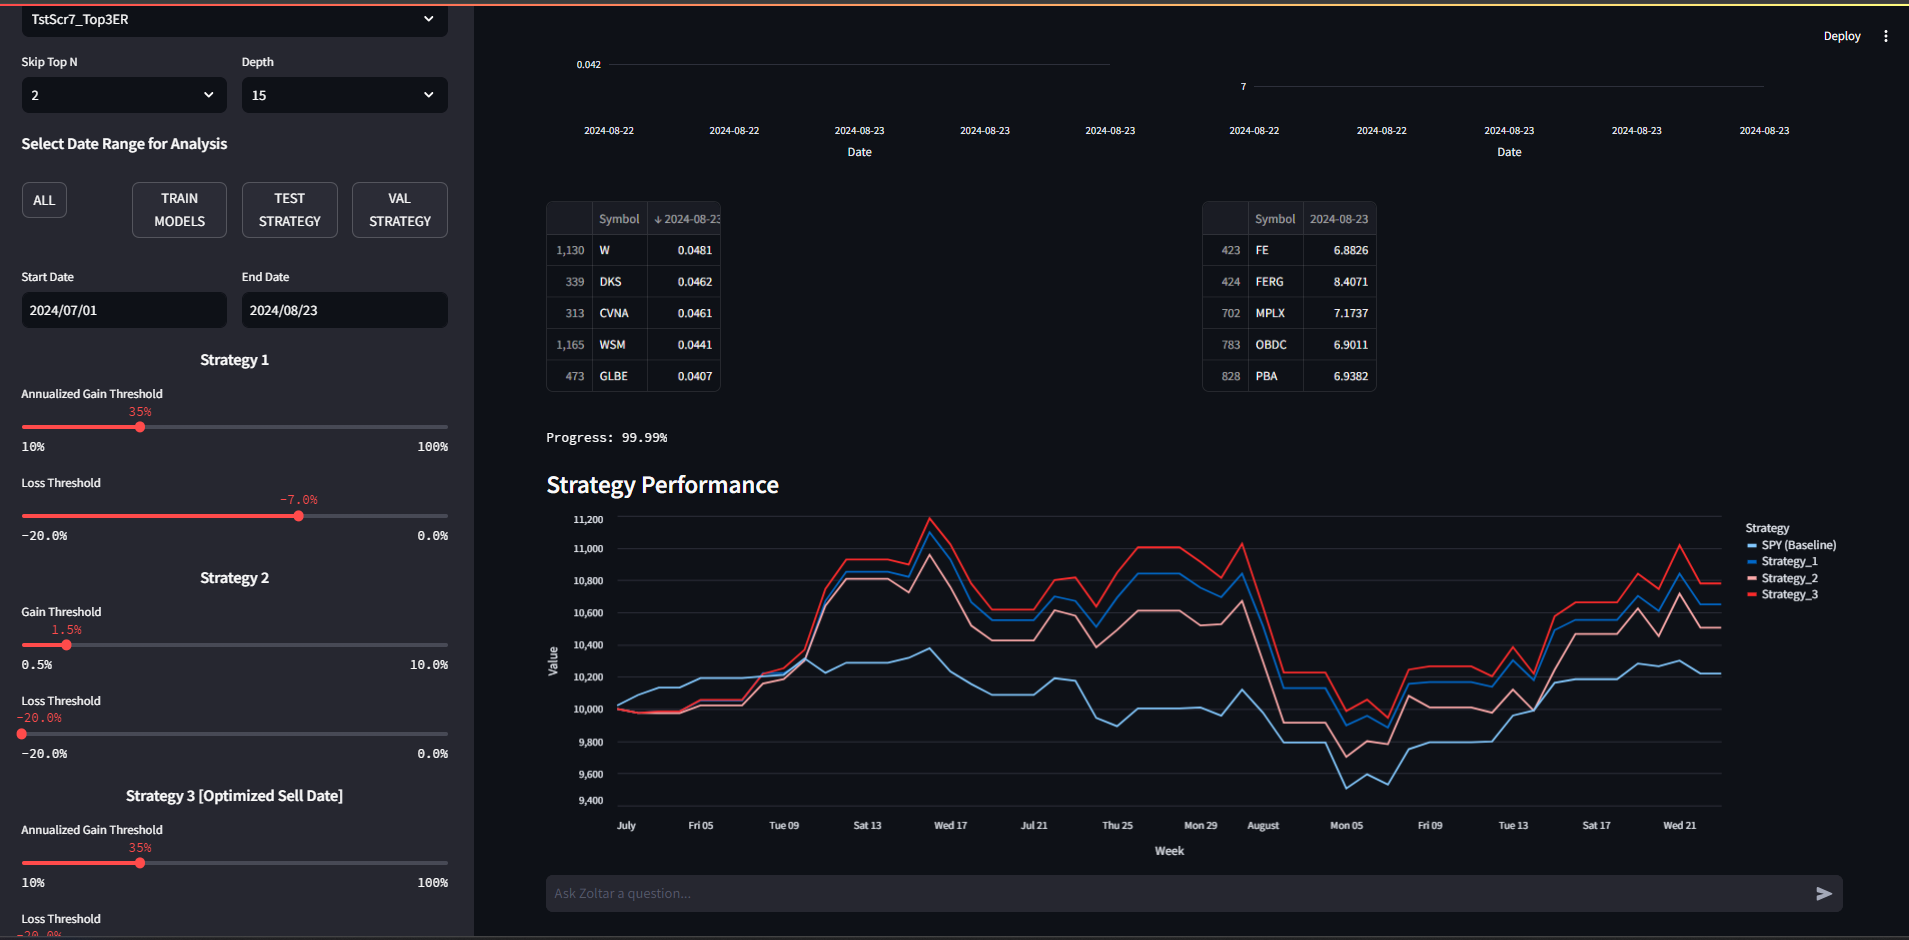 TstScr7_Top3ER
Skip Top N
Depth
2
15
Select Date Range for Analysis
ALL
TRAIN
MODELS
TEST
STRATEGY
VAL
STRATEGY
Start Date
End Date
2024/07/01
2024/08/23
Strategy 1
Annualized Gain Threshold
35%
10%
100%
Loss Threshold
-7.0%
-20.0%
0.0%
Strategy 2
Gain Threshold
1.5%
0.5%
10.0%
Loss Threshold
-20.0%
-20.0%
0.0%
Strategy 3 [Optimized Sell Date]
Annualized Gain Threshold
35%
10%
100%
Loss Threshold
-20.0%
Deploy
0.042
2024-08-22 2024-08-22 2024-08-23 2024-08-23 2024-08-23
Date
7
2024-08-22 2024-08-22 2024-08-23 2024-08-23 2024-08-23
Date
Symbol ↓ 2024-08-23
1,130 W 0.0481
339 DKS 0.0462
313 CVNA 0.0461
1,165 WSM 0.0441
473 GLBE 0.0407
Symbol 2024-08-23
423 FE 6.8826
424 FERG 8.4071
702 MPLX 7.1737
783 OBDC 6.9011
828 PBA 6.9382
Progress: 99.99%
Strategy Performance
11,200
11,000
10,800
10,600
10,400
10,200
10,000
9,800
9,600
9,400
Value
July Fri 05 Tue 09 Sat 13 Wed 17 Jul 21 Thu 25 Mon 29 August Mon 05 Fri 09 Tue 13 Sat 17 Wed 21
Week
Strategy
SPY (Baseline)
Strategy_1
Strategy_2
Strategy_3
Ask Zoltar a question...